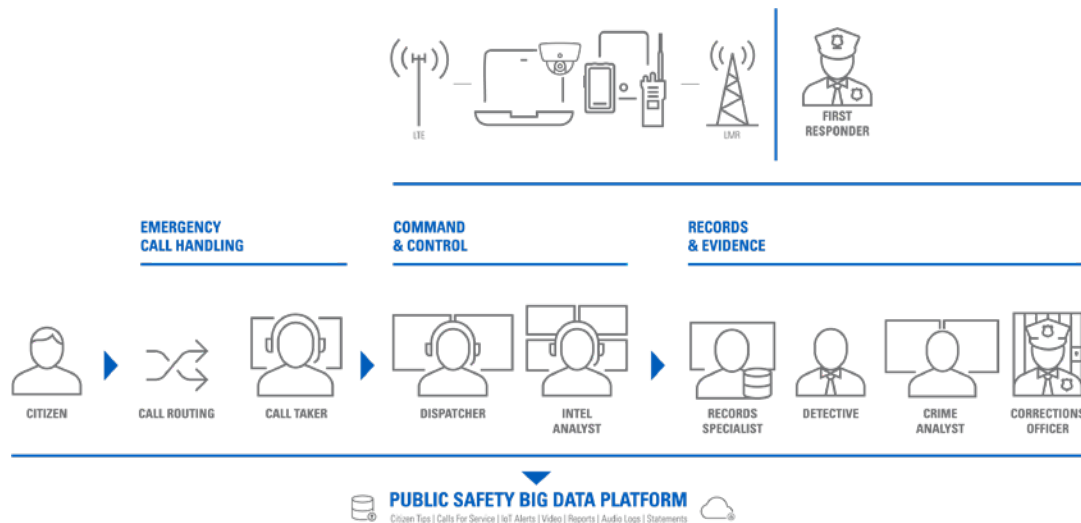 LTE
LMR
FIRST
RESPONDER
EMERGENCY
CALL HANDLING
COMMAND
& CONTROL
RECORDS
& EVIDENCE
CITIZEN
CALL ROUTING
CALL TAKER
DISPATCHER
INTEL
ANALYST
RECORDS
SPECIALIST
DETECTIVE
CRIME
ANALYST
CORRECTIONS
OFFICER
PUBLIC SAFETY BIG DATA PLATFORM
Citizen Tips | Calls For Service | IoT Alerts | Video | Reports | Audio Logs | Statements